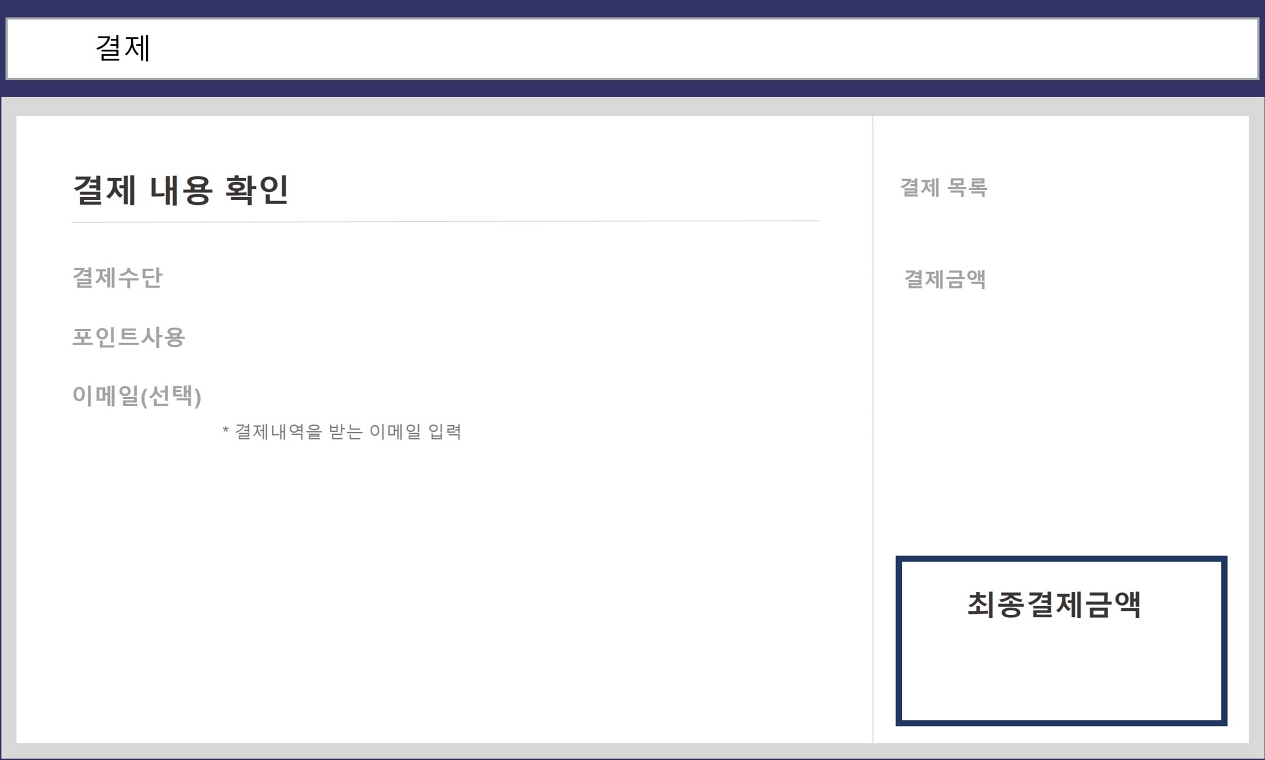 결제
결제 내용 확인
결제수단
포인트사용
이메일(선택)
* 결제내역을 받는 이메일 입력
결제 목록
결제금액
최종결제금액